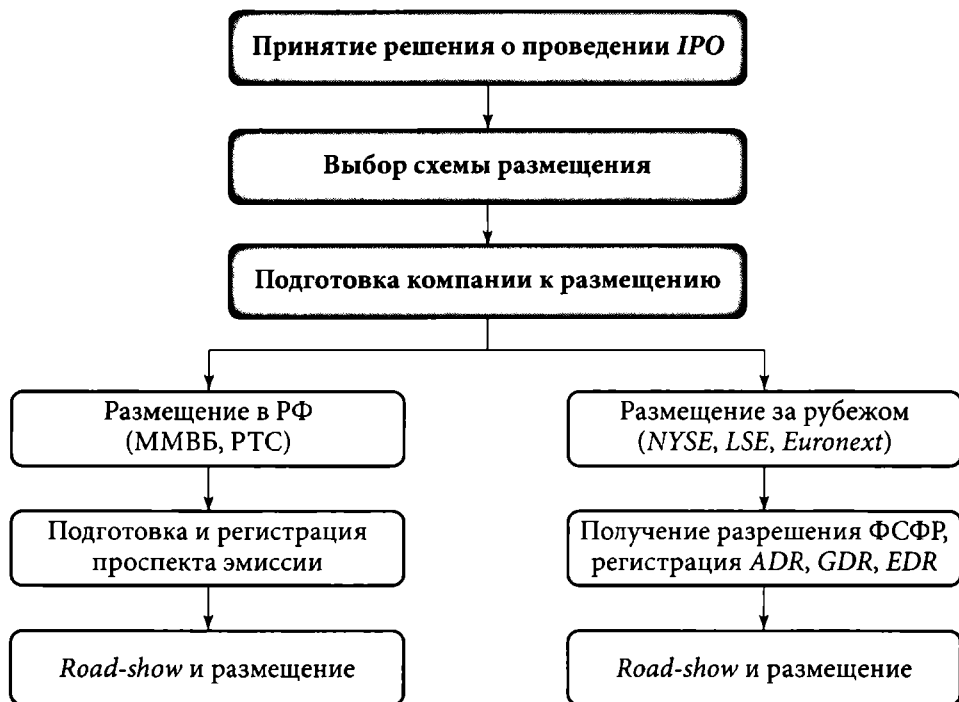 Принятие решения о проведении IPO
Выбор схемы размещения
Подготовка компании к размещению
Размещение в РФ
(ММВБ, РТС)
Размещение за рубежом
(NYSE, LSE, Euronext)
Подготовка и регистрация
проспекта эмиссии
Получение разрешения ФСФР,
регистрация ADR, GDR, EDR
Road-show и размещение
Road-show и размещение